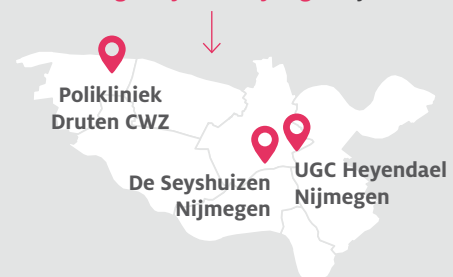 Polikliniek
Druten CWZ
De Seyshuizen
Nijmegen
UGC Heyendael
Nijmegen